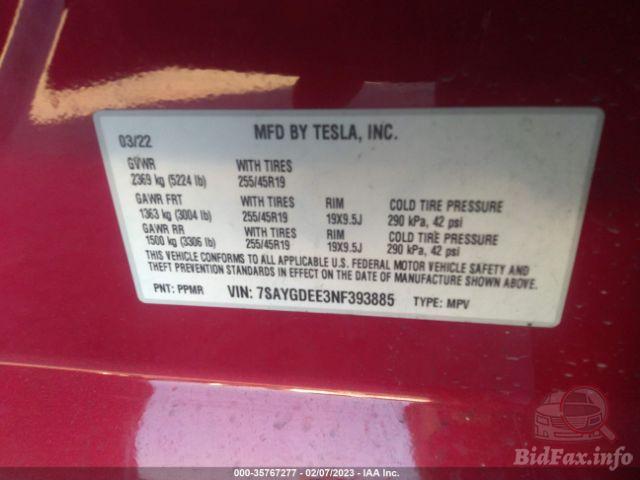 MFD BY TESLA, INC.
03/22
GVWR WITH TIRES
2369 kg (5224 lb) 255/45R19
GAWR FRT WITH TIRES RIM COLD TIRE PRESSURE
1363 kg (3004 lb) 255/45R19 19X9.5J 290 kPa, 42 psi
GAWR RR WITH TIRES RIM COLD TIRE PRESSURE
1500 kg (3306 lb) 255/45R19 19X9.5J 290 kPa, 42 psi
THIS VEHICLE CONFORMS TO ALL APPLICABLE U.S. FEDERAL MOTOR VEHICLE SAFETY AND
THEFT PREVENTION STANDARDS IN EFFECT ON THE DATE OF MANUFACTURE SHOWN ABOVE.
PNT: PPMR VIN: 7SAYGDEE3NF393885 TYPE: MPV
BidFax.info
000-35767277 - 02/07/2023 - IAA Inc.